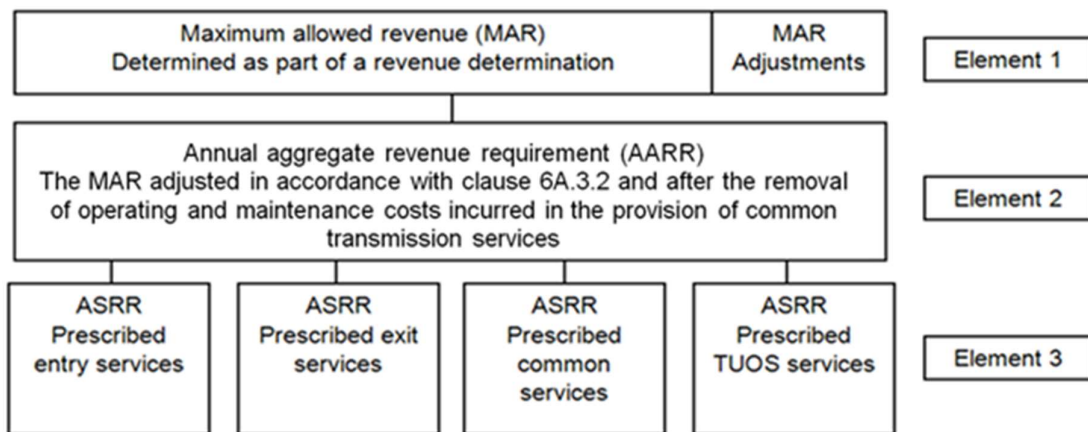 Maximum allowed revenue (MAR)
Determined as part of a revenue determination
MAR
Adjustments
Element 1
Annual aggregate revenue requirement (AARR)
The MAR adjusted in accordance with clause 6A.3.2 and after the removal
of operating and maintenance costs incurred in the provision of common
transmission services
Element 2
ASRR
Prescribed
entry services
ASRR
Prescribed exit
services
ASRR
Prescribed
common
services
ASRR
Prescribed
TUOS services
Element 3